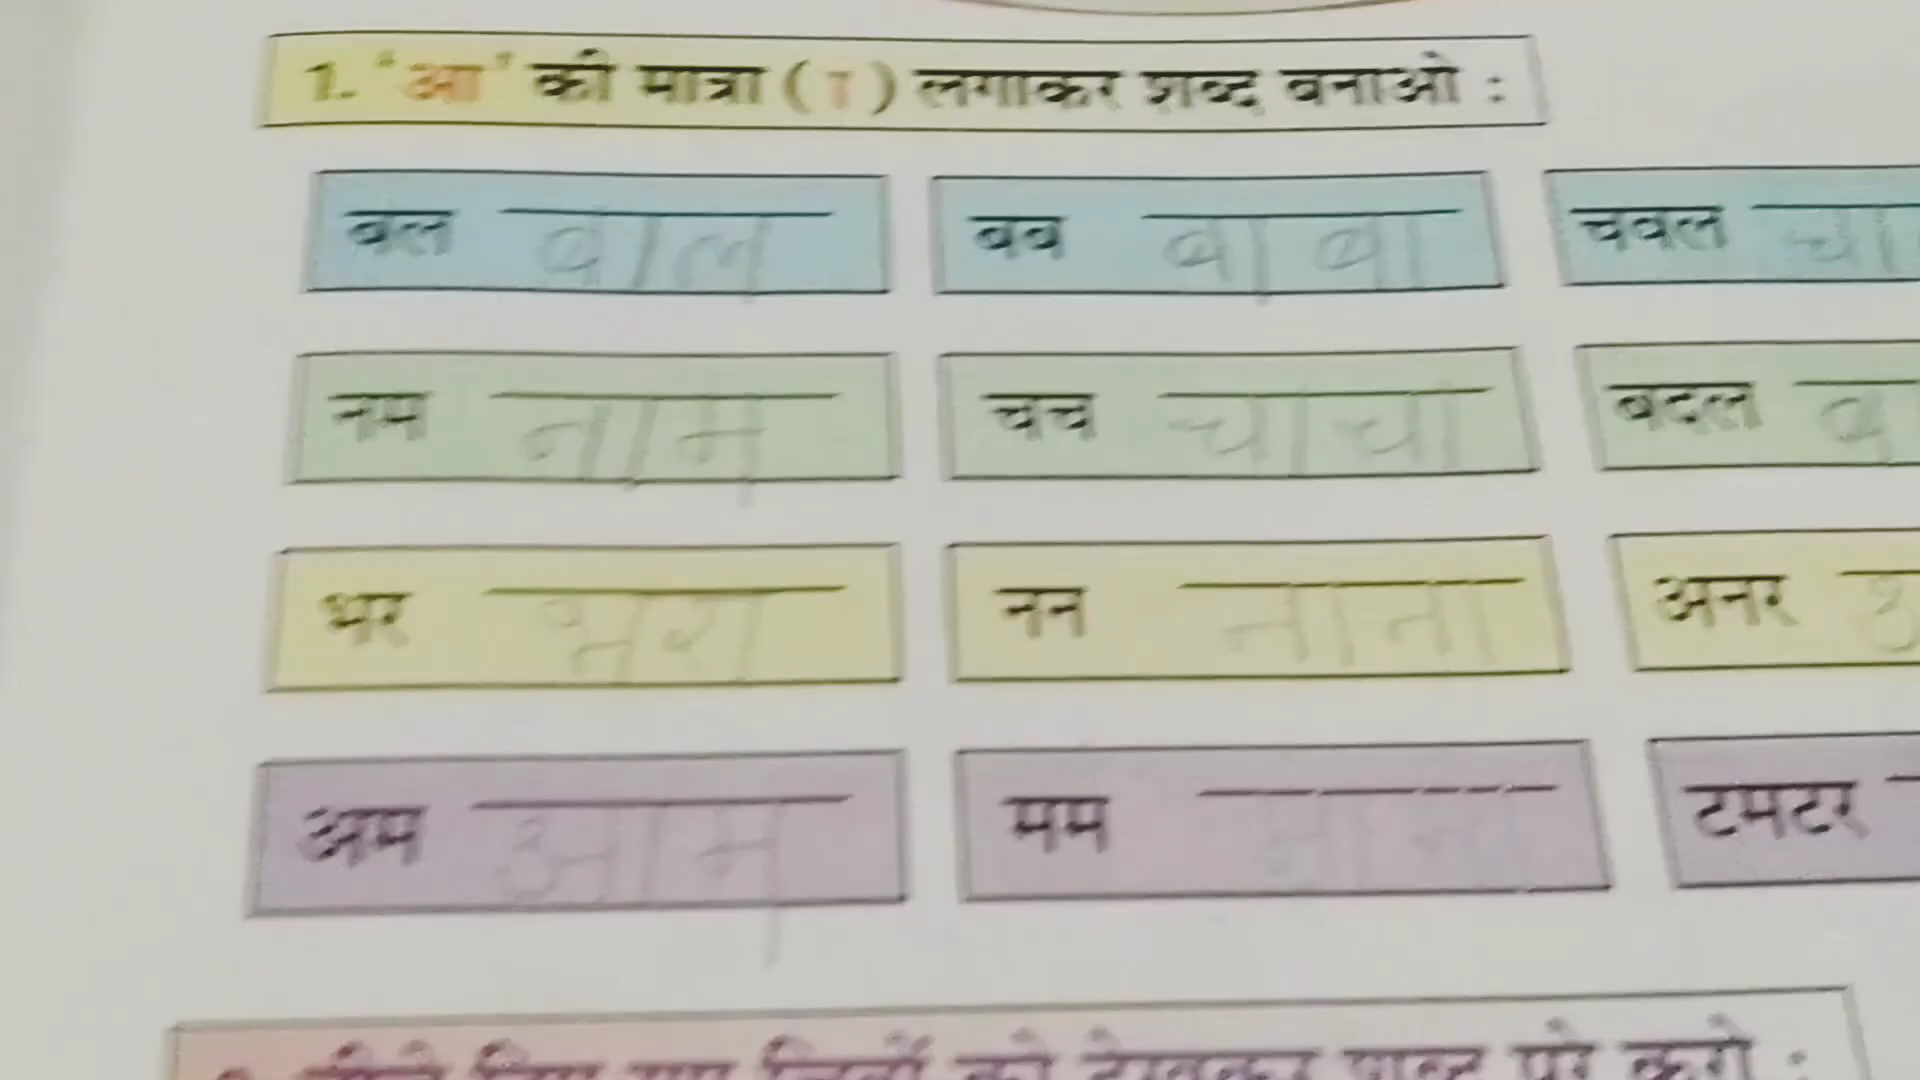 1. 'आ' की मात्रा ( ा ) लगाकर शब्द बनाओ :
बल बाल बब बाबा चवल चा
नम नाम चच चाचा बदल ब
भर भरा नन नाना अनर
अम आम मम टमटर